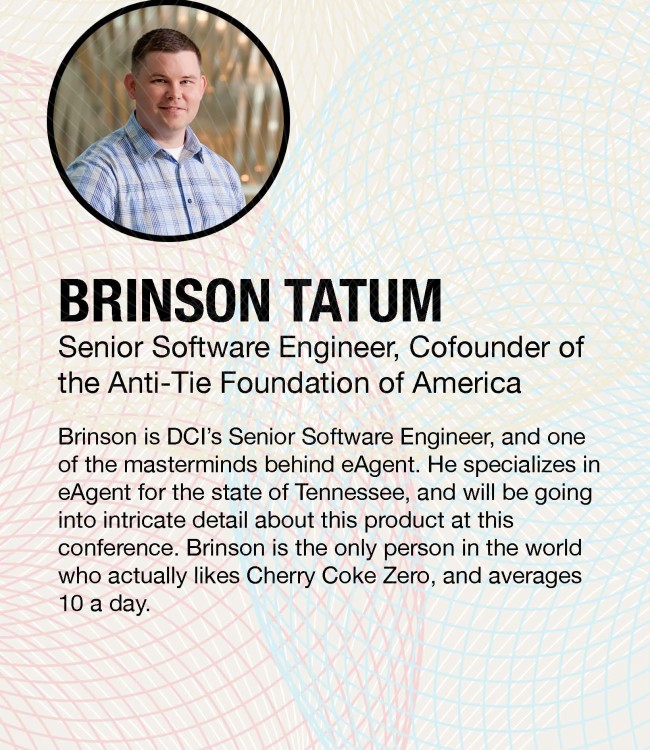 BRINSON TATUM
Senior Software Engineer, Cofounder of
the Anti-Tie Foundation of America
Brinson is DCI’s Senior Software Engineer, and one
of the masterminds behind eAgent. He specializes in
eAgent for the state of Tennessee, and will be going
into intricate detail about this product at this
conference. Brinson is the only person in the world
who actually likes Cherry Coke Zero, and averages
10 a day.